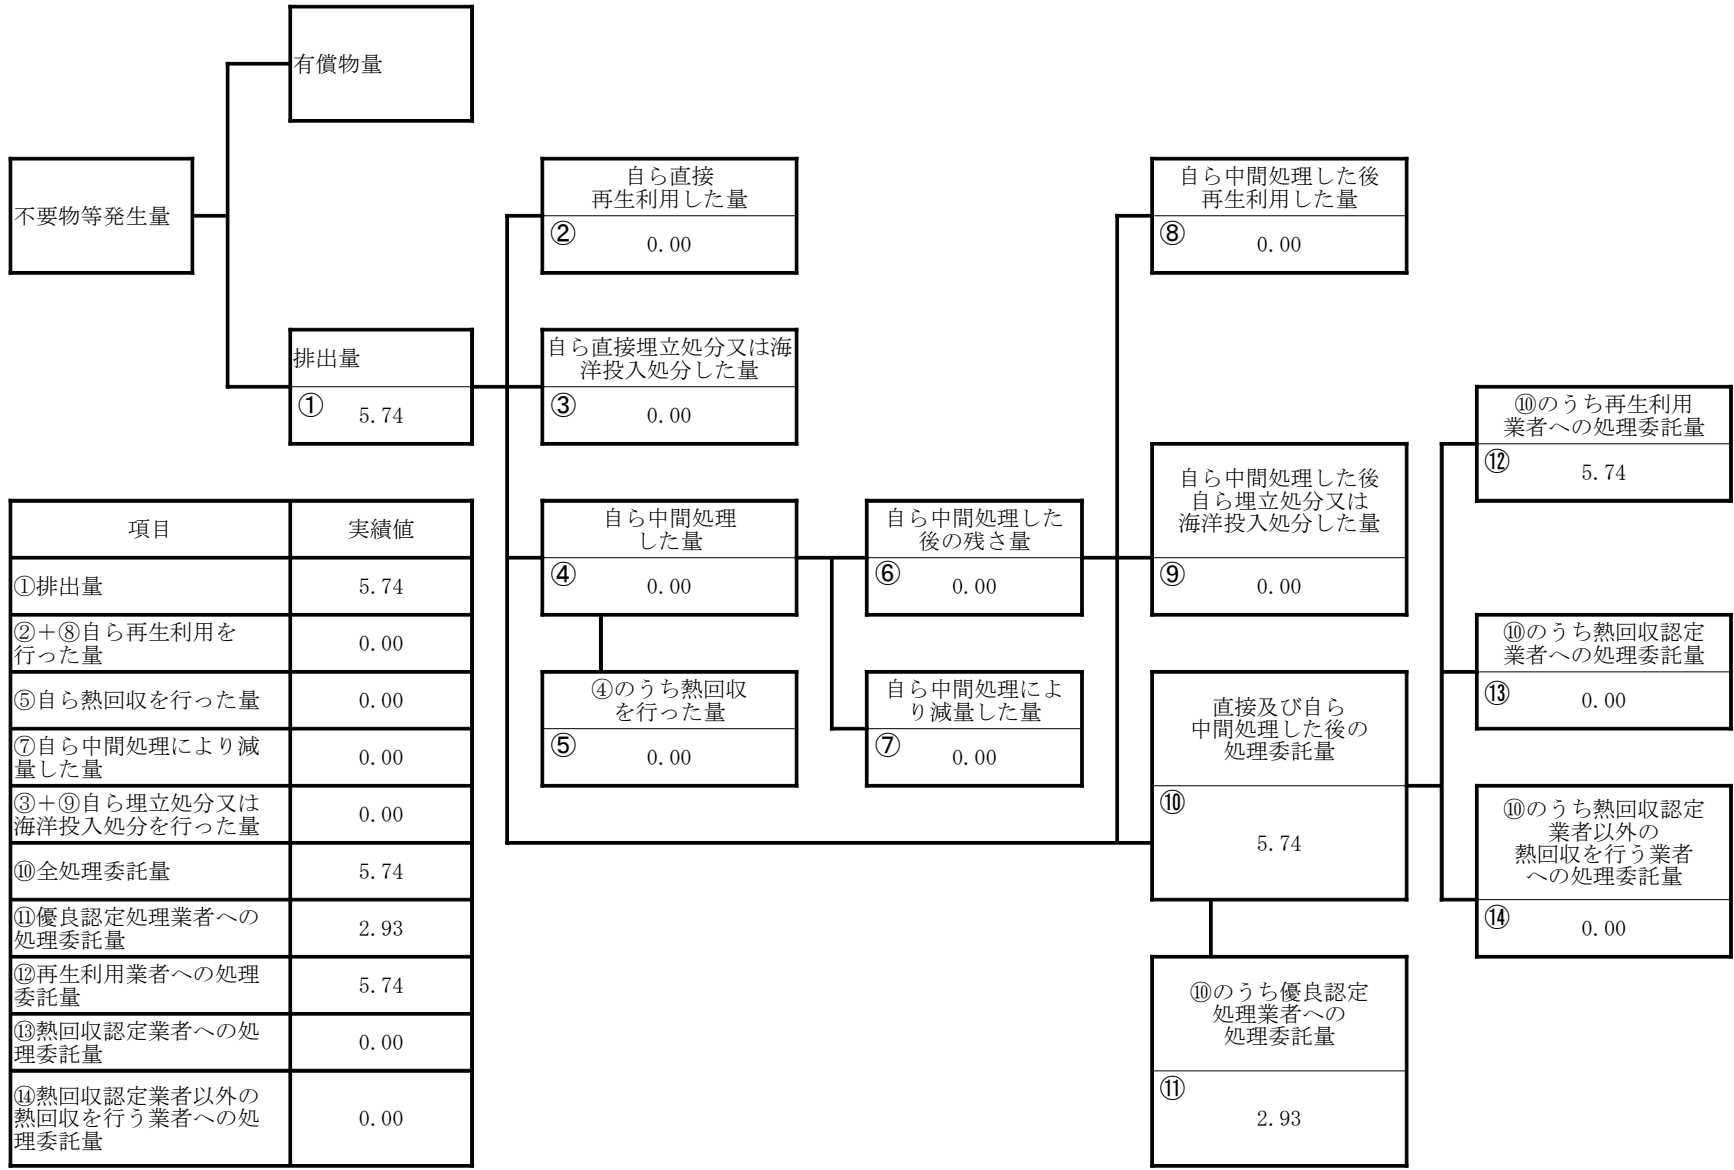 有償物量
不要物等発生量
自ら直接
再生利用した量
②
0.00
自ら中間処理した後
再生利用した量
⑧
0.00
排出量
①
5.74
自ら直接埋立処分又は海
洋投入処分した量
③
0.00
⑩のうち再生利用
業者への処理委託量
⑫
5.74
自ら中間処理
した量
④
0.00
自ら中間処理した
後の残さ量
⑥
0.00
自ら中間処理した後
自ら埋立処分又は
海洋投入処分した量
⑨
0.00
⑩のうち熱回収認定
業者への処理委託量
⑬
0.00
④のうち熱回収
を行った量
⑤
0.00
自ら中間処理によ
り減量した量
⑦
0.00
直接及び自ら
中間処理した後の
処理委託量
⑩
5.74
⑩のうち熱回収認定
業者以外の
熱回収を行う業者
への処理委託量
⑭
0.00
⑩のうち優良認定
処理業者への
処理委託量
⑪
2.93
項目 実績値
①排出量 5.74
②＋⑧自ら再生利用を
行った量 0.00
⑤自ら熱回収を行った量 0.00
⑦自ら中間処理により減
量した量 0.00
③＋⑨自ら埋立処分又は
海洋投入処分を行った量 0.00
⑩全処理委託量 5.74
⑪優良認定処理業者への
処理委託量 2.93
⑫再生利用業者への処理
委託量 5.74
⑬熱回収認定業者への処
理委託量 0.00
⑭熱回収認定業者以外の
熱回収を行う業者への処
理委託量 0.00